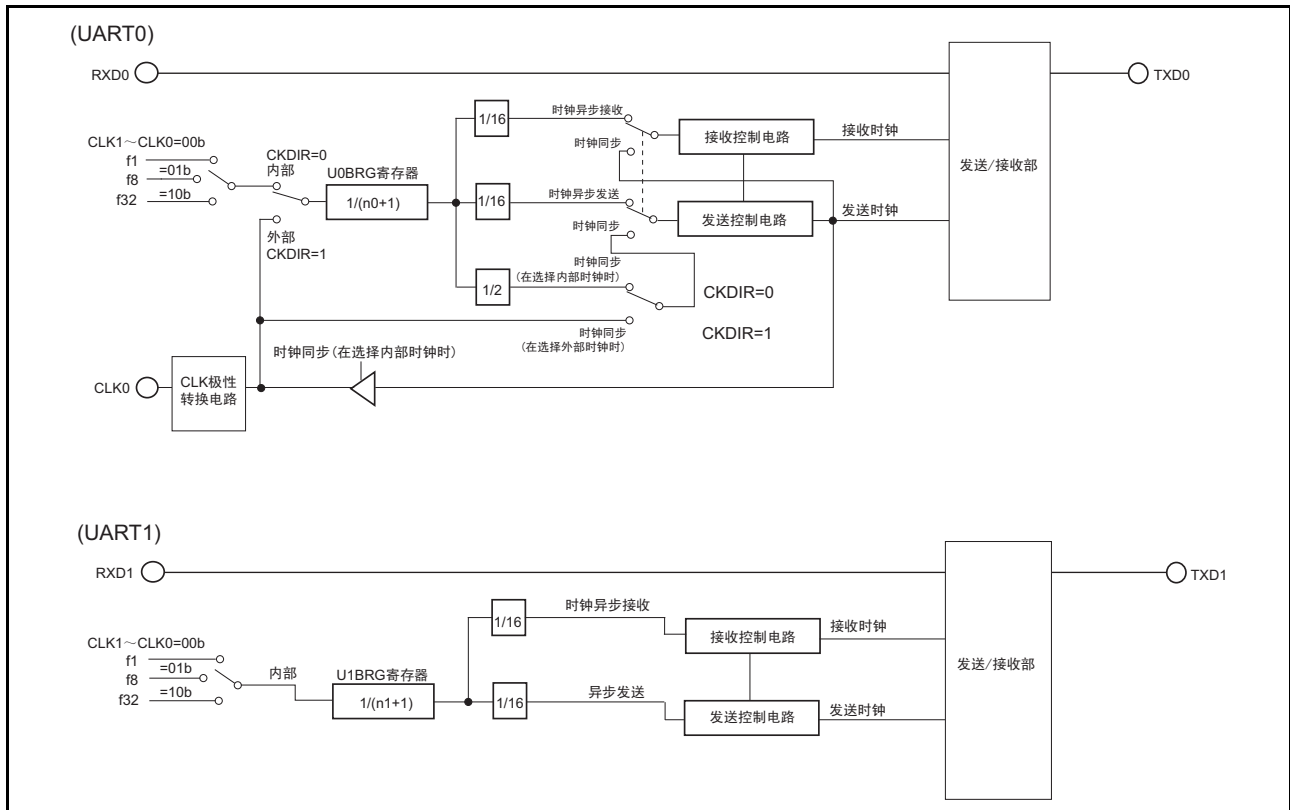 (UART0)
RXD0
TXD0
1/16
时钟异步接收
接收控制电路
接收时钟
发送/接收部
CLK1～CLK0=00b
f1
f8
=01b
f32
=10b
CKDIR=0
内部
U0BRG寄存器
1/(n0+1)
时钟同步
1/16
时钟异步发送
发送控制电路
发送时钟
外部
CKDIR=1
时钟同步
1/2
时钟同步
(在选择内部时钟时)
CKDIR=0
CKDIR=1
时钟同步
(在选择外部时钟时)
时钟同步(在选择内部时钟时)
CLK0
CLK极性
转换电路
(UART1)
RXD1
TXD1
1/16
时钟异步接收
接收控制电路
接收时钟
发送/接收部
CLK1～CLK0=00b
f1
f8
=01b
f32
=10b
内部
U1BRG寄存器
1/(n1+1)
1/16
异步发送
发送控制电路
发送时钟